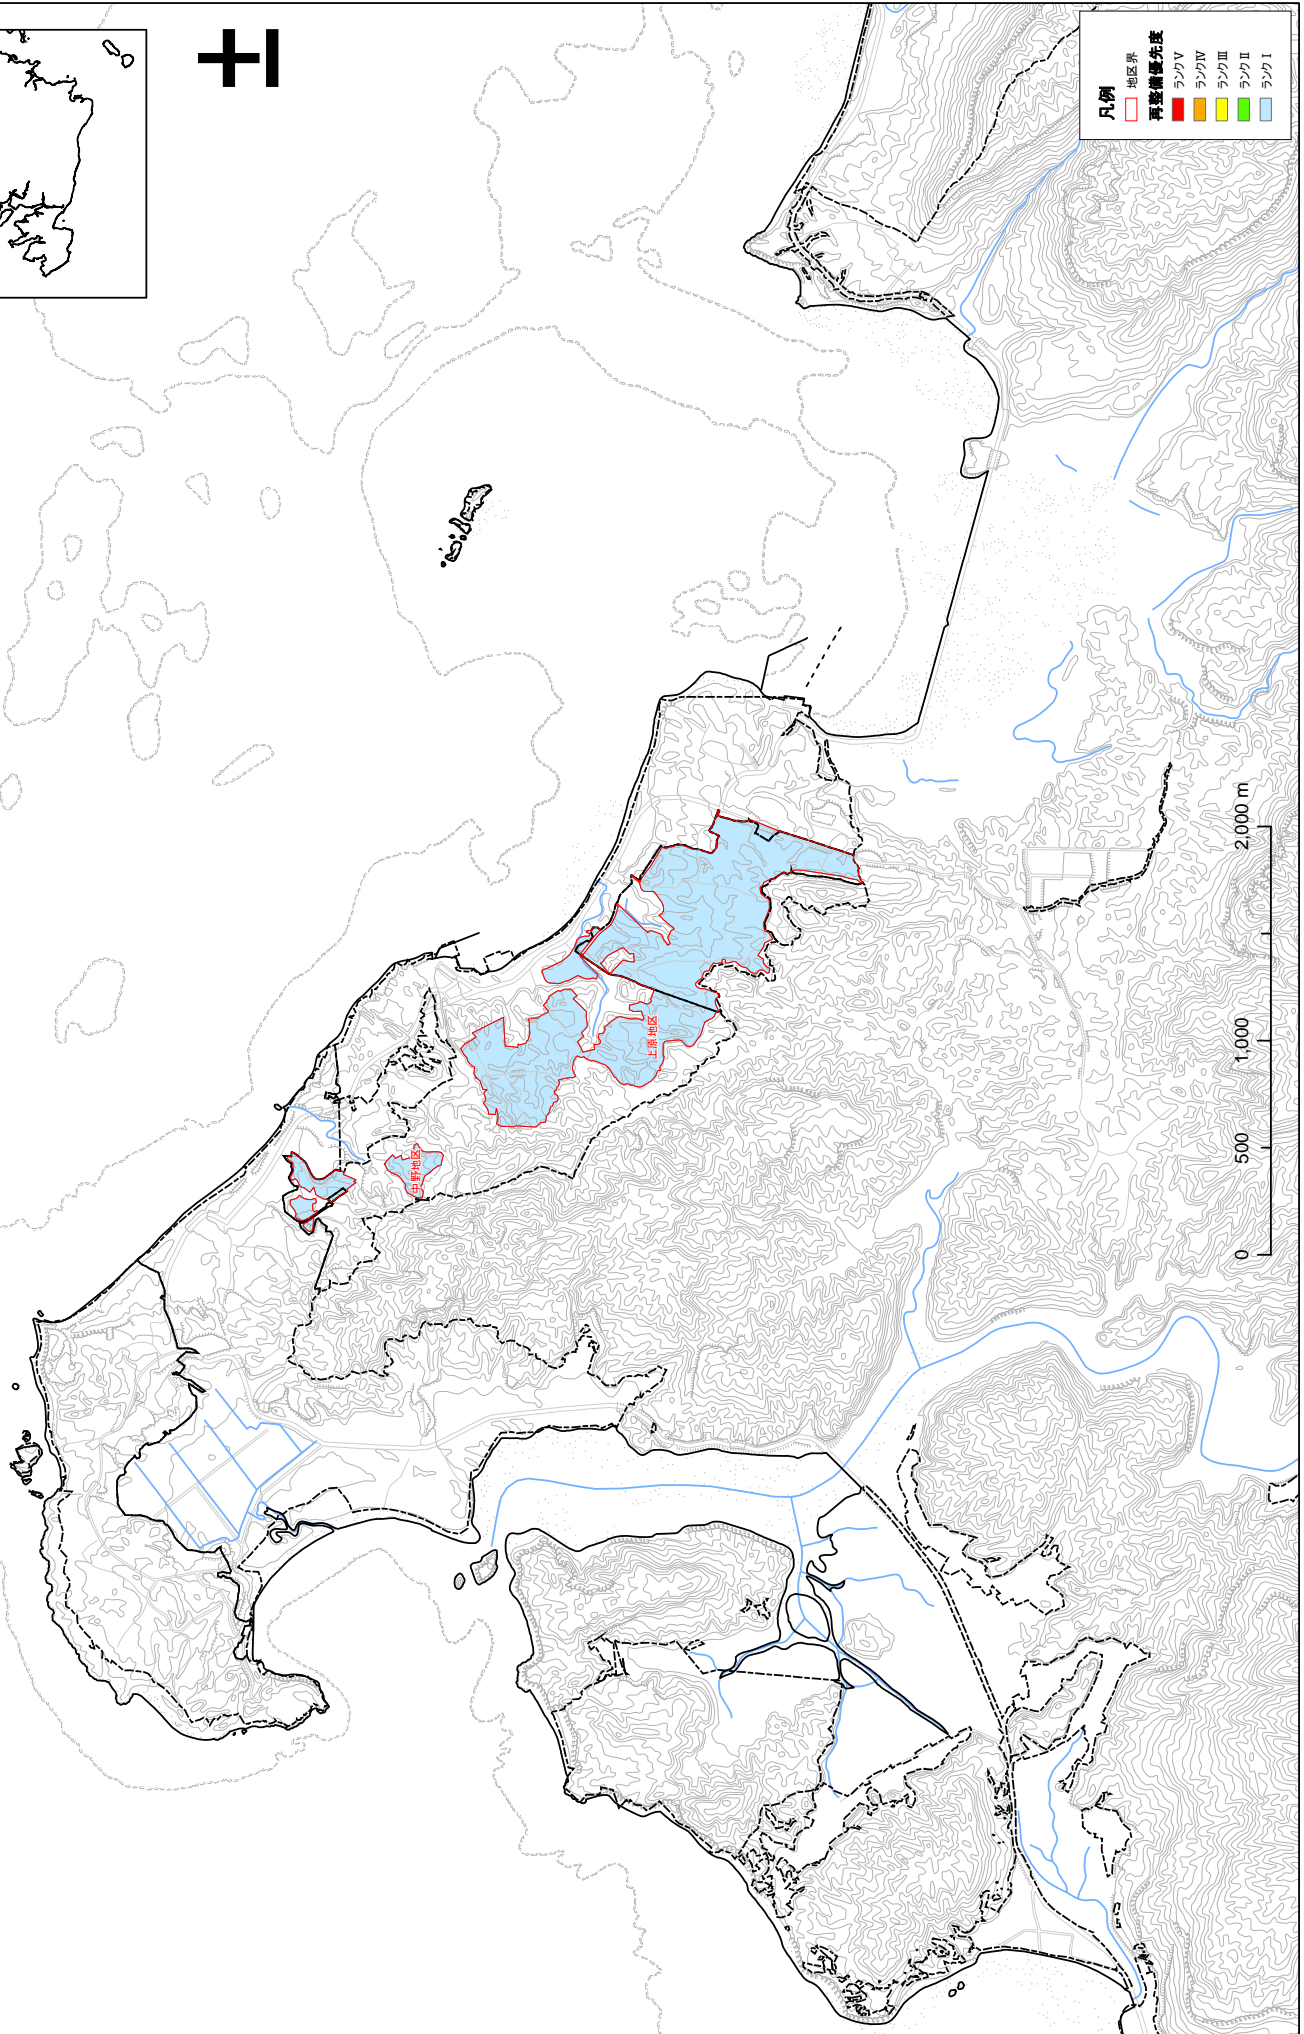 凡例
地区界
再整備優先度
ランクⅤ
ランクⅣ
ランクⅢ
ランクⅡ
ランクⅠ
中野地区
上原地区
0 500 1,000 2,000 m